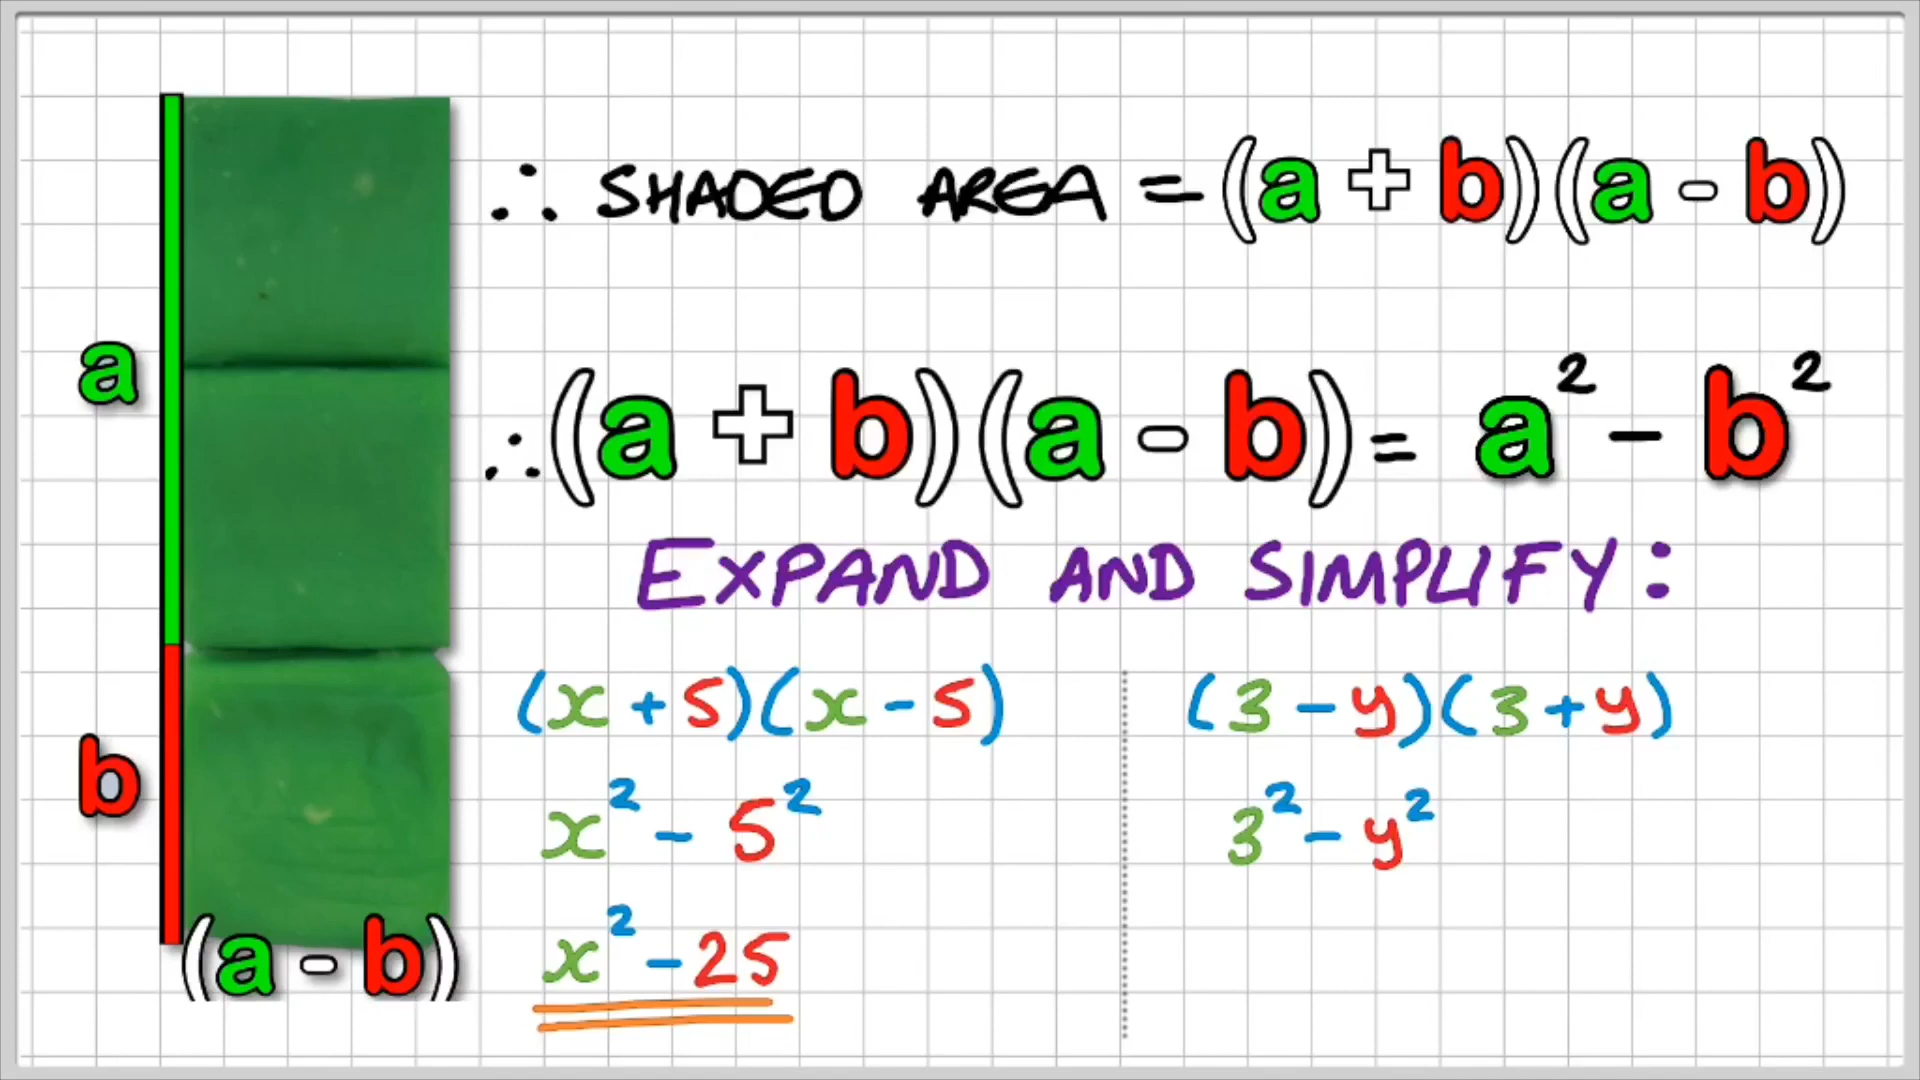 ∴ SHADED AREA = (a + b)(a - b)
a
∴ (a + b)(a - b) = a² - b²
EXPAND AND SIMPLIFY:
(x + 5)(x - 5)
x² - 5²
x² - 25
(3 - y)(3 + y)
3² - y²
b
(a - b)